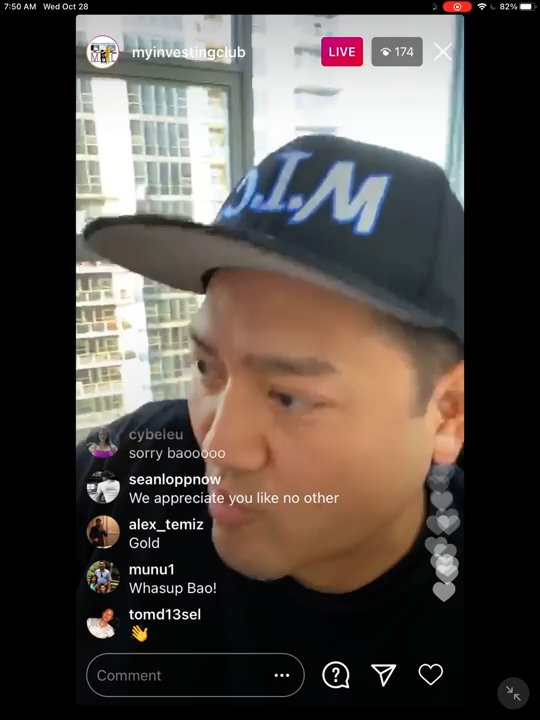 7:50 AM Wed Oct 28
82%
myinvestingclub
LIVE
174
M.I.C
cybeleu
sorry baooooo
seanloppnow
We appreciate you like no other
alex_temiz
Gold
munu1
Whasup Bao!
tomd13sel
👋
Comment